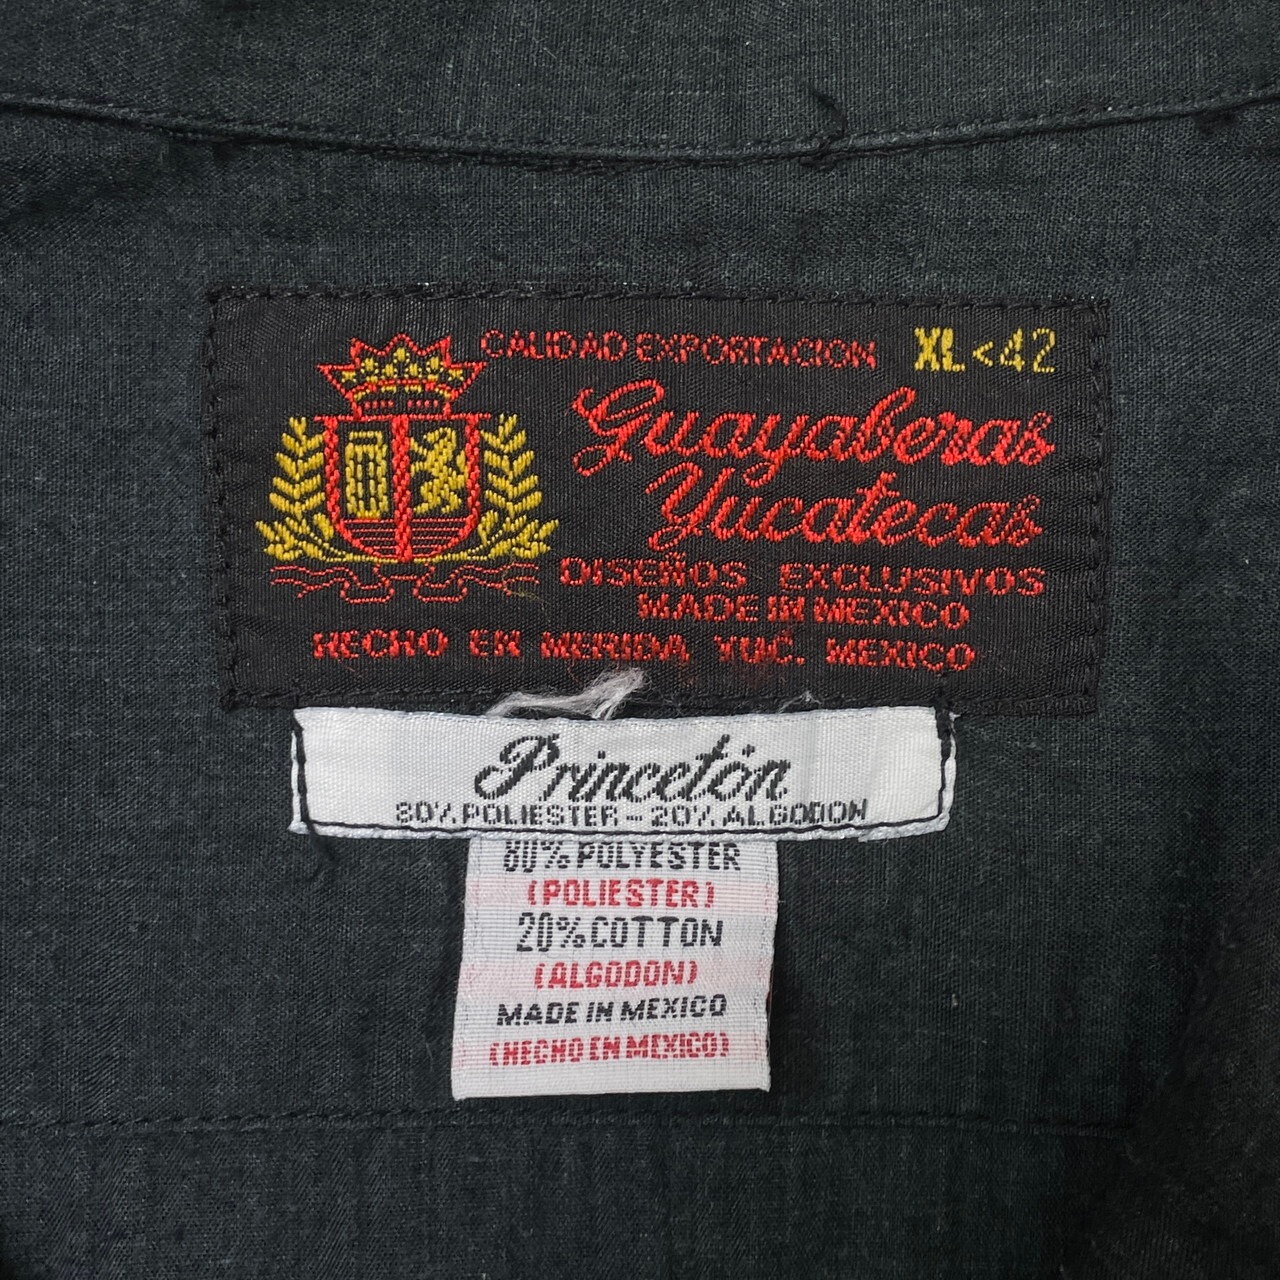 CALIDAD EXPORTACION XL < 42
Guayaberas
Yucatecas
DISEÑOS EXCLUSIVOS
MADE IN MEXICO
HECHO EN MERIDA YUC. MEXICO
Princetón
80% POLIESTER - 20% ALGODON
80% POLYESTER
(POLIESTER)
20% COTTON
(ALGODON)
MADE IN MEXICO
(HECHO EN MEXICO)